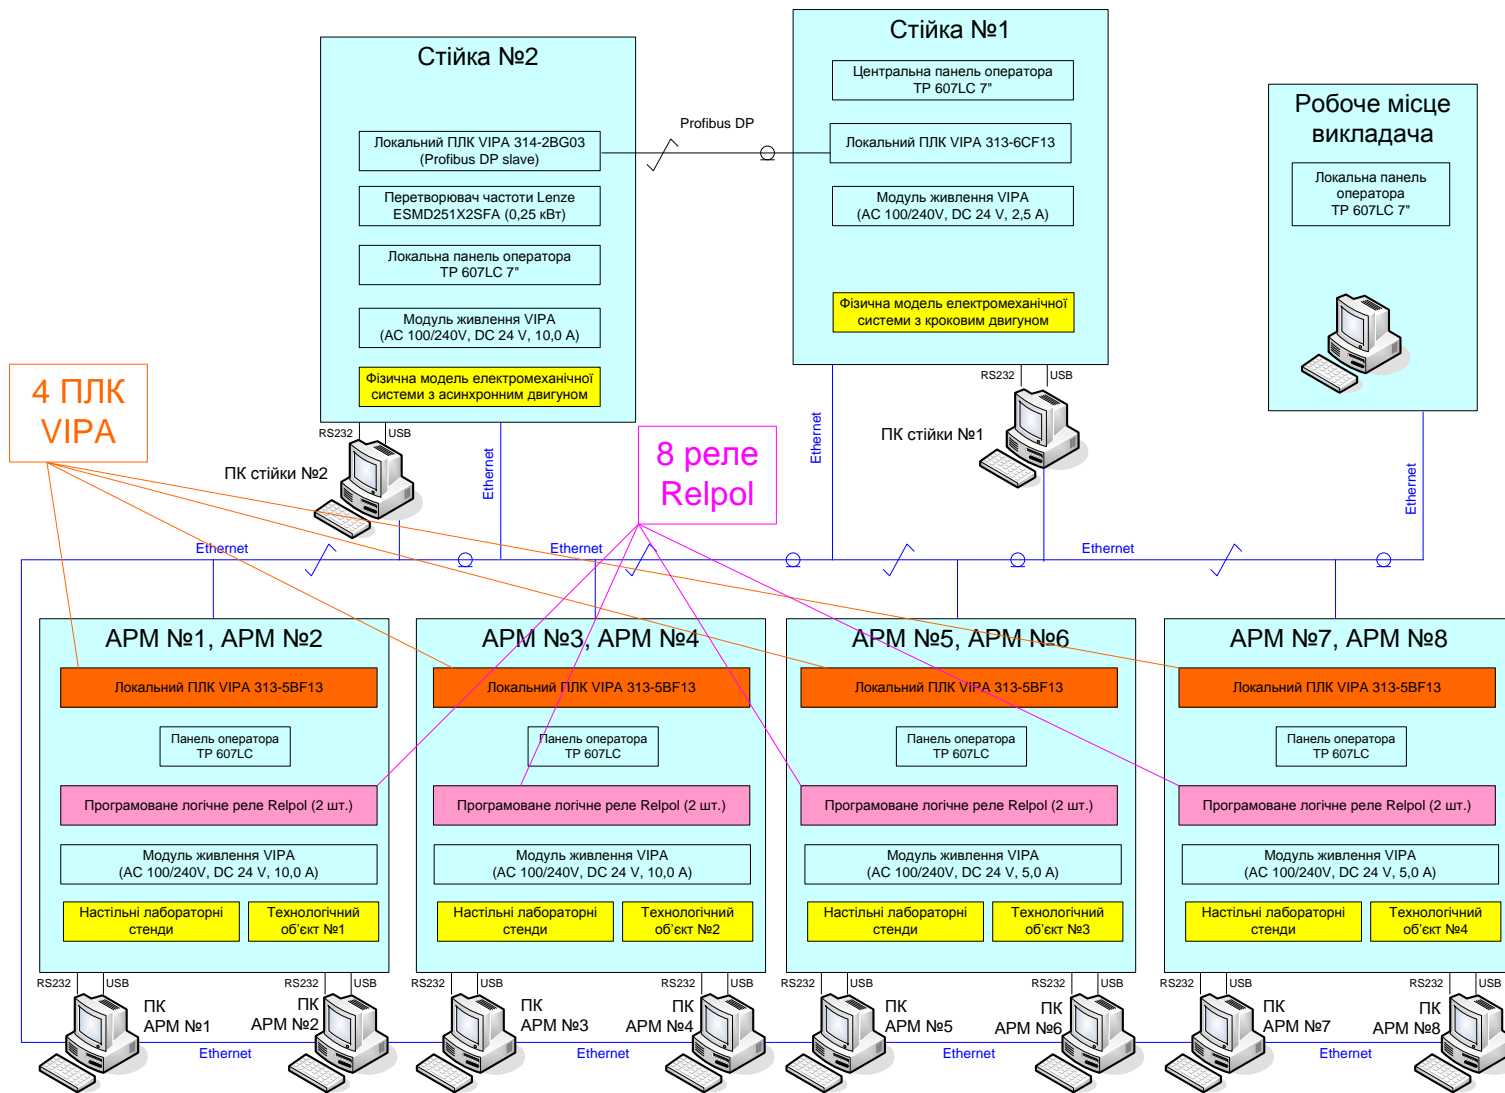 Стійка №2
Локальний ПЛК VIPA 314-2BG03
(Profibus DP slave)
Перетворювач частоти Lenze
ESMD251X2SFA (0,25 кВт)
Локальна панель оператора
TP 607LC 7"
Модуль живлення VIPA
(AC 100/240V, DC 24 V, 10,0 A)
Фізична модель електромеханічної
системи з асинхронним двигуном
RS232
USB
ПК стійки №2
Ethernet
Profibus DP
Стійка №1
Центральна панель оператора
TP 607LC 7"
Локальний ПЛК VIPA 313-6CF13
Модуль живлення VIPA
(AC 100/240V, DC 24 V, 2,5 A)
Фізична модель електромеханічної
системи з кроковим двигуном
RS232
USB
ПК стійки №1
Ethernet
Робоче місце
викладача
Локальна панель
оператора
TP 607LC 7"
Ethernet
4 ПЛК
VIPA
8 реле
Relpol
Ethernet
Ethernet
Ethernet
АРМ №1, АРМ №2
Локальний ПЛК VIPA 313-5BF13
Панель оператора
TP 607LC
Програмоване логічне реле Relpol (2 шт.)
Модуль живлення VIPA
(AC 100/240V, DC 24 V, 10,0 A)
Настільні лабораторні
стенди
Технологічний
об'єкт №1
RS232
USB
ПК
АРМ №1
RS232
USB
ПК
АРМ №2
Ethernet
АРМ №3, АРМ №4
Локальний ПЛК VIPA 313-5BF13
Панель оператора
TP 607LC
Програмоване логічне реле Relpol (2 шт.)
Модуль живлення VIPA
(AC 100/240V, DC 24 V, 10,0 A)
Настільні лабораторні
стенди
Технологічний
об'єкт №2
RS232
USB
ПК
АРМ №3
RS232
USB
ПК
АРМ №4
Ethernet
АРМ №5, АРМ №6
Локальний ПЛК VIPA 313-5BF13
Панель оператора
TP 607LC
Програмоване логічне реле Relpol (2 шт.)
Модуль живлення VIPA
(AC 100/240V, DC 24 V, 5,0 A)
Настільні лабораторні
стенди
Технологічний
об'єкт №3
RS232
USB
ПК
АРМ №5
RS232
USB
ПК
АРМ №6
Ethernet
АРМ №7, АРМ №8
Локальний ПЛК VIPA 313-5BF13
Панель оператора
TP 607LC
Програмоване логічне реле Relpol (2 шт.)
Модуль живлення VIPA
(AC 100/240V, DC 24 V, 5,0 A)
Настільні лабораторні
стенди
Технологічний
об'єкт №4
RS232
USB
ПК
АРМ №7
RS232
USB
ПК
АРМ №8
Ethernet